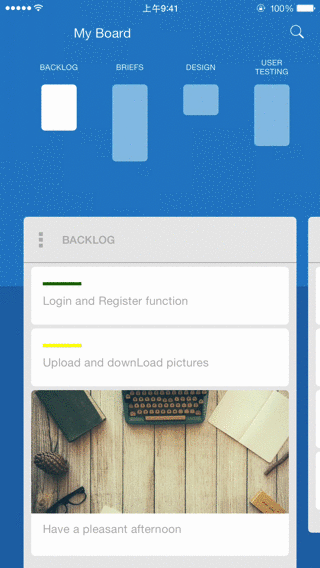 上午9:41
100%
My Board
BACKLOG
BRIEFS
DESIGN
USER
TESTING
BACKLOG
Login and Register function
Upload and downLoad pictures
Have a pleasant afternoon